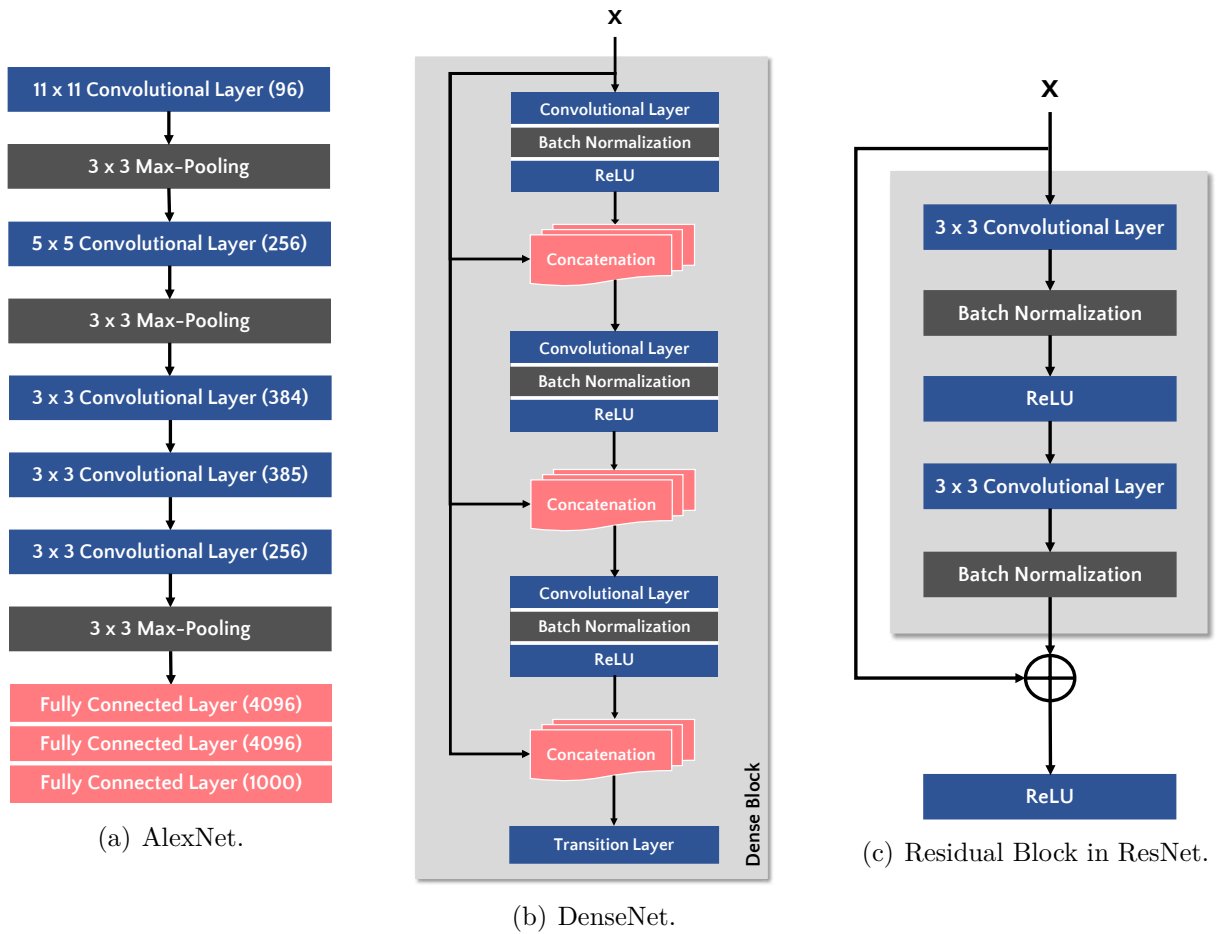 11 x 11 Convolutional Layer (96)
3 x 3 Max-Pooling
5 x 5 Convolutional Layer (256)
3 x 3 Max-Pooling
3 x 3 Convolutional Layer (384)
3 x 3 Convolutional Layer (385)
3 x 3 Convolutional Layer (256)
3 x 3 Max-Pooling
Fully Connected Layer (4096)
Fully Connected Layer (4096)
Fully Connected Layer (1000)
(a) AlexNet.
X
Convolutional Layer
Batch Normalization
ReLU
Concatenation
Convolutional Layer
Batch Normalization
ReLU
Concatenation
Convolutional Layer
Batch Normalization
ReLU
Concatenation
Transition Layer
Dense Block
(b) DenseNet.
X
3 x 3 Convolutional Layer
Batch Normalization
ReLU
3 x 3 Convolutional Layer
Batch Normalization
ReLU
(c) Residual Block in ResNet.